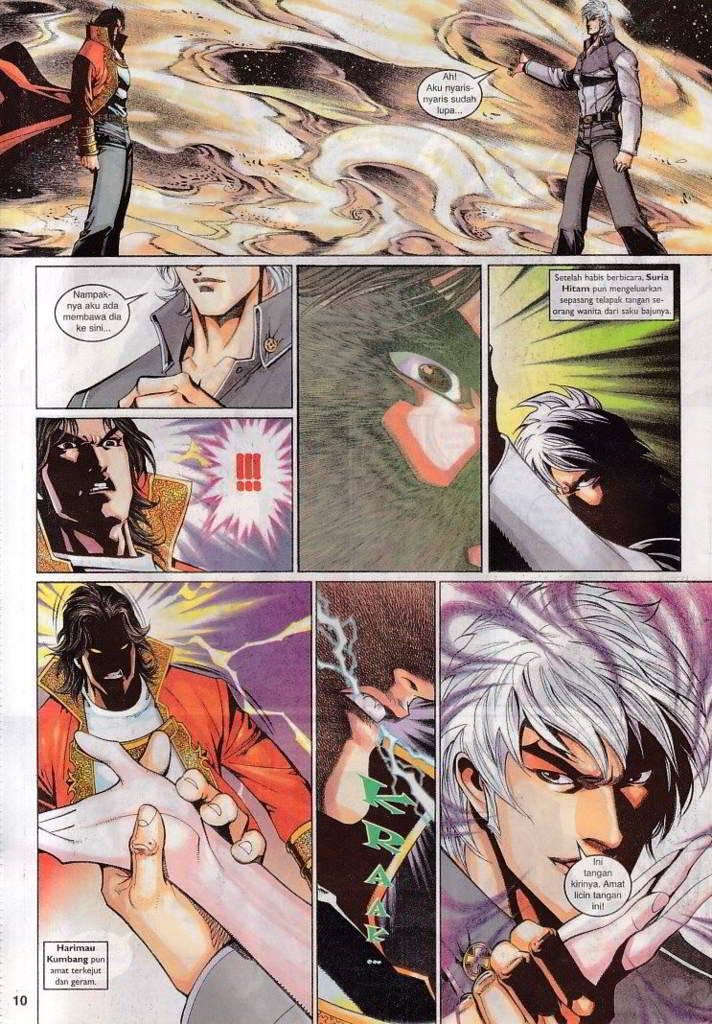 Ah!
Aku nyaris-
nyaris sudah
lupa...
Nampak-
nya aku ada
membawa dia
ke sini...
!!!
Setelah habis berbicara, Suria
Hitam pun mengeluarkan
sepasang telapak tangan se-
orang wanita dari saku bajunya.
Harimau
Kumbang pun
amat terkejut
dan geram.
KRAAK...
Ini
tangan
kirinya. Amat
licin tangan
ini!
10